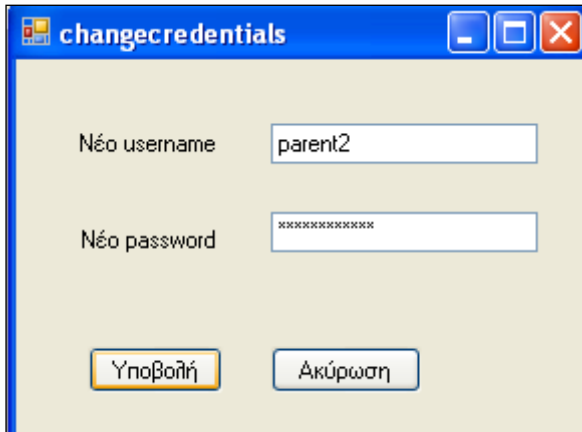 changecredentials
Νέο username parent2
Νέο password ************
Υποβολή Ακύρωση